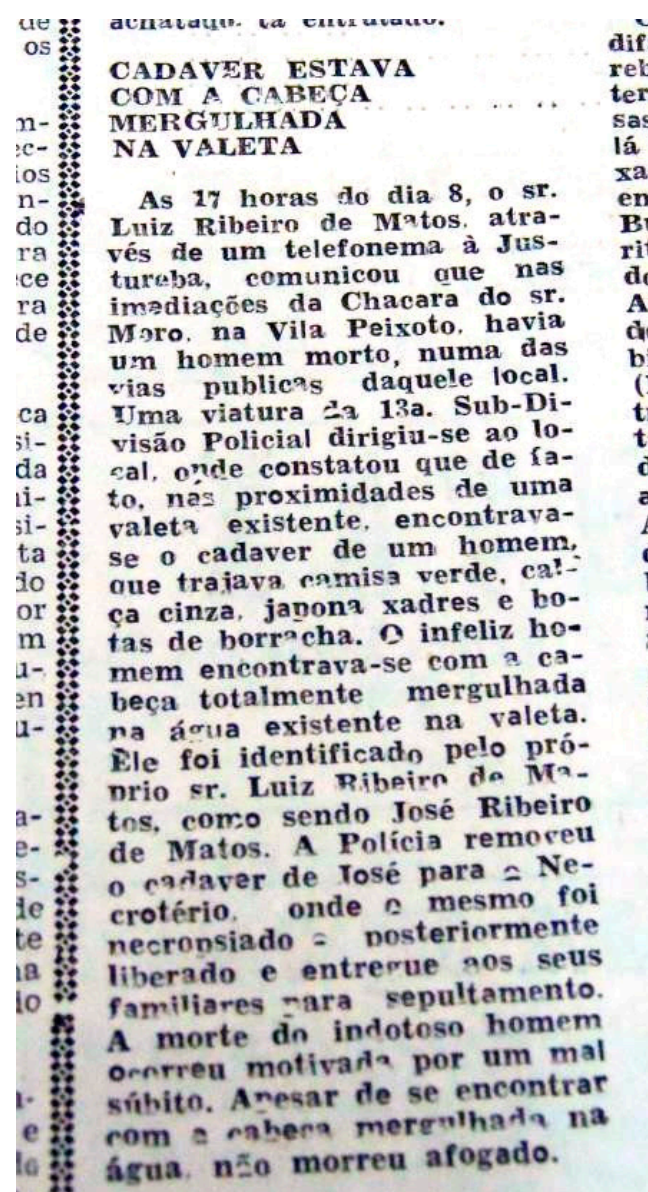 achatado. ta entrutado.
CADAVER ESTAVA
COM A CABEÇA
MERGULHADA
NA VALETA
As 17 horas do dia 8, o sr.
Luiz Ribeiro de Matos. atra-
vés de um telefonema à Jus-
tureba, comunicou que nas
imediações da Chacara do sr.
Moro. na Vila Peixoto. havia
um homem morto, numa das
vias publicas daquele local.
Uma viatura da 13a. Sub-Di-
visão Policial dirigiu-se ao lo-
cal, onde constatou que de fa-
to, nas proximidades de uma
valeta existente, encontrava-
se o cadaver de um homem,
que trajava camisa verde, cal-
ça cinza, japona xadres e bo-
tas de borracha. O infeliz ho-
mem encontrava-se com a ca-
beça totalmente mergulhada
na água existente na valeta.
Ele foi identificado pelo pró-
prio sr. Luiz Ribeiro de Ma-
tos, como sendo José Ribeiro
de Matos. A Polícia removeu
o cadaver de José para o Ne-
crotério, onde o mesmo foi
necropsiado e posteriormente
liberado e entregue aos seus
familiares para sepultamento.
A morte do indotoso homem
ocorreu motivada por um mal
súbito. Apesar de se encontrar
com a cabeça mergulhada na
água, não morreu afogado.